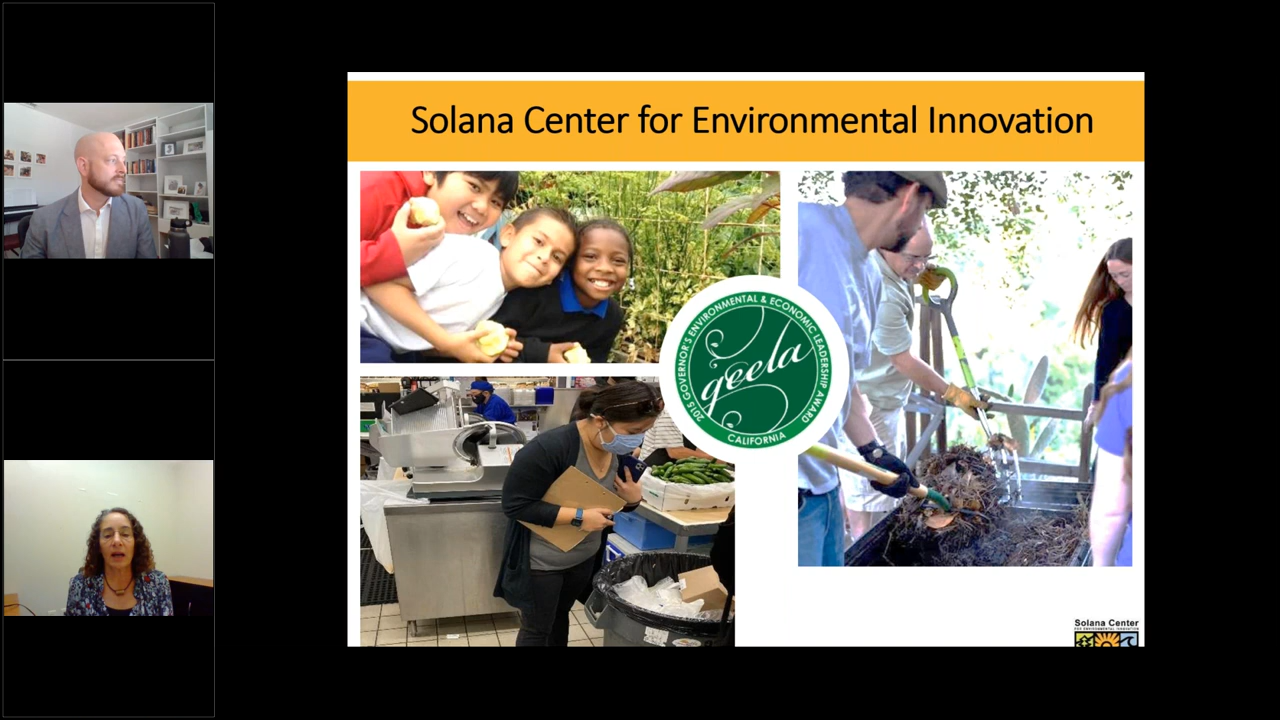 Solana Center for Environmental Innovation
2015 GOVERNOR'S ENVIRONMENTAL & ECONOMIC LEADERSHIP AWARD
geela
CALIFORNIA
Solana Center
FOR ENVIRONMENTAL INNOVATION